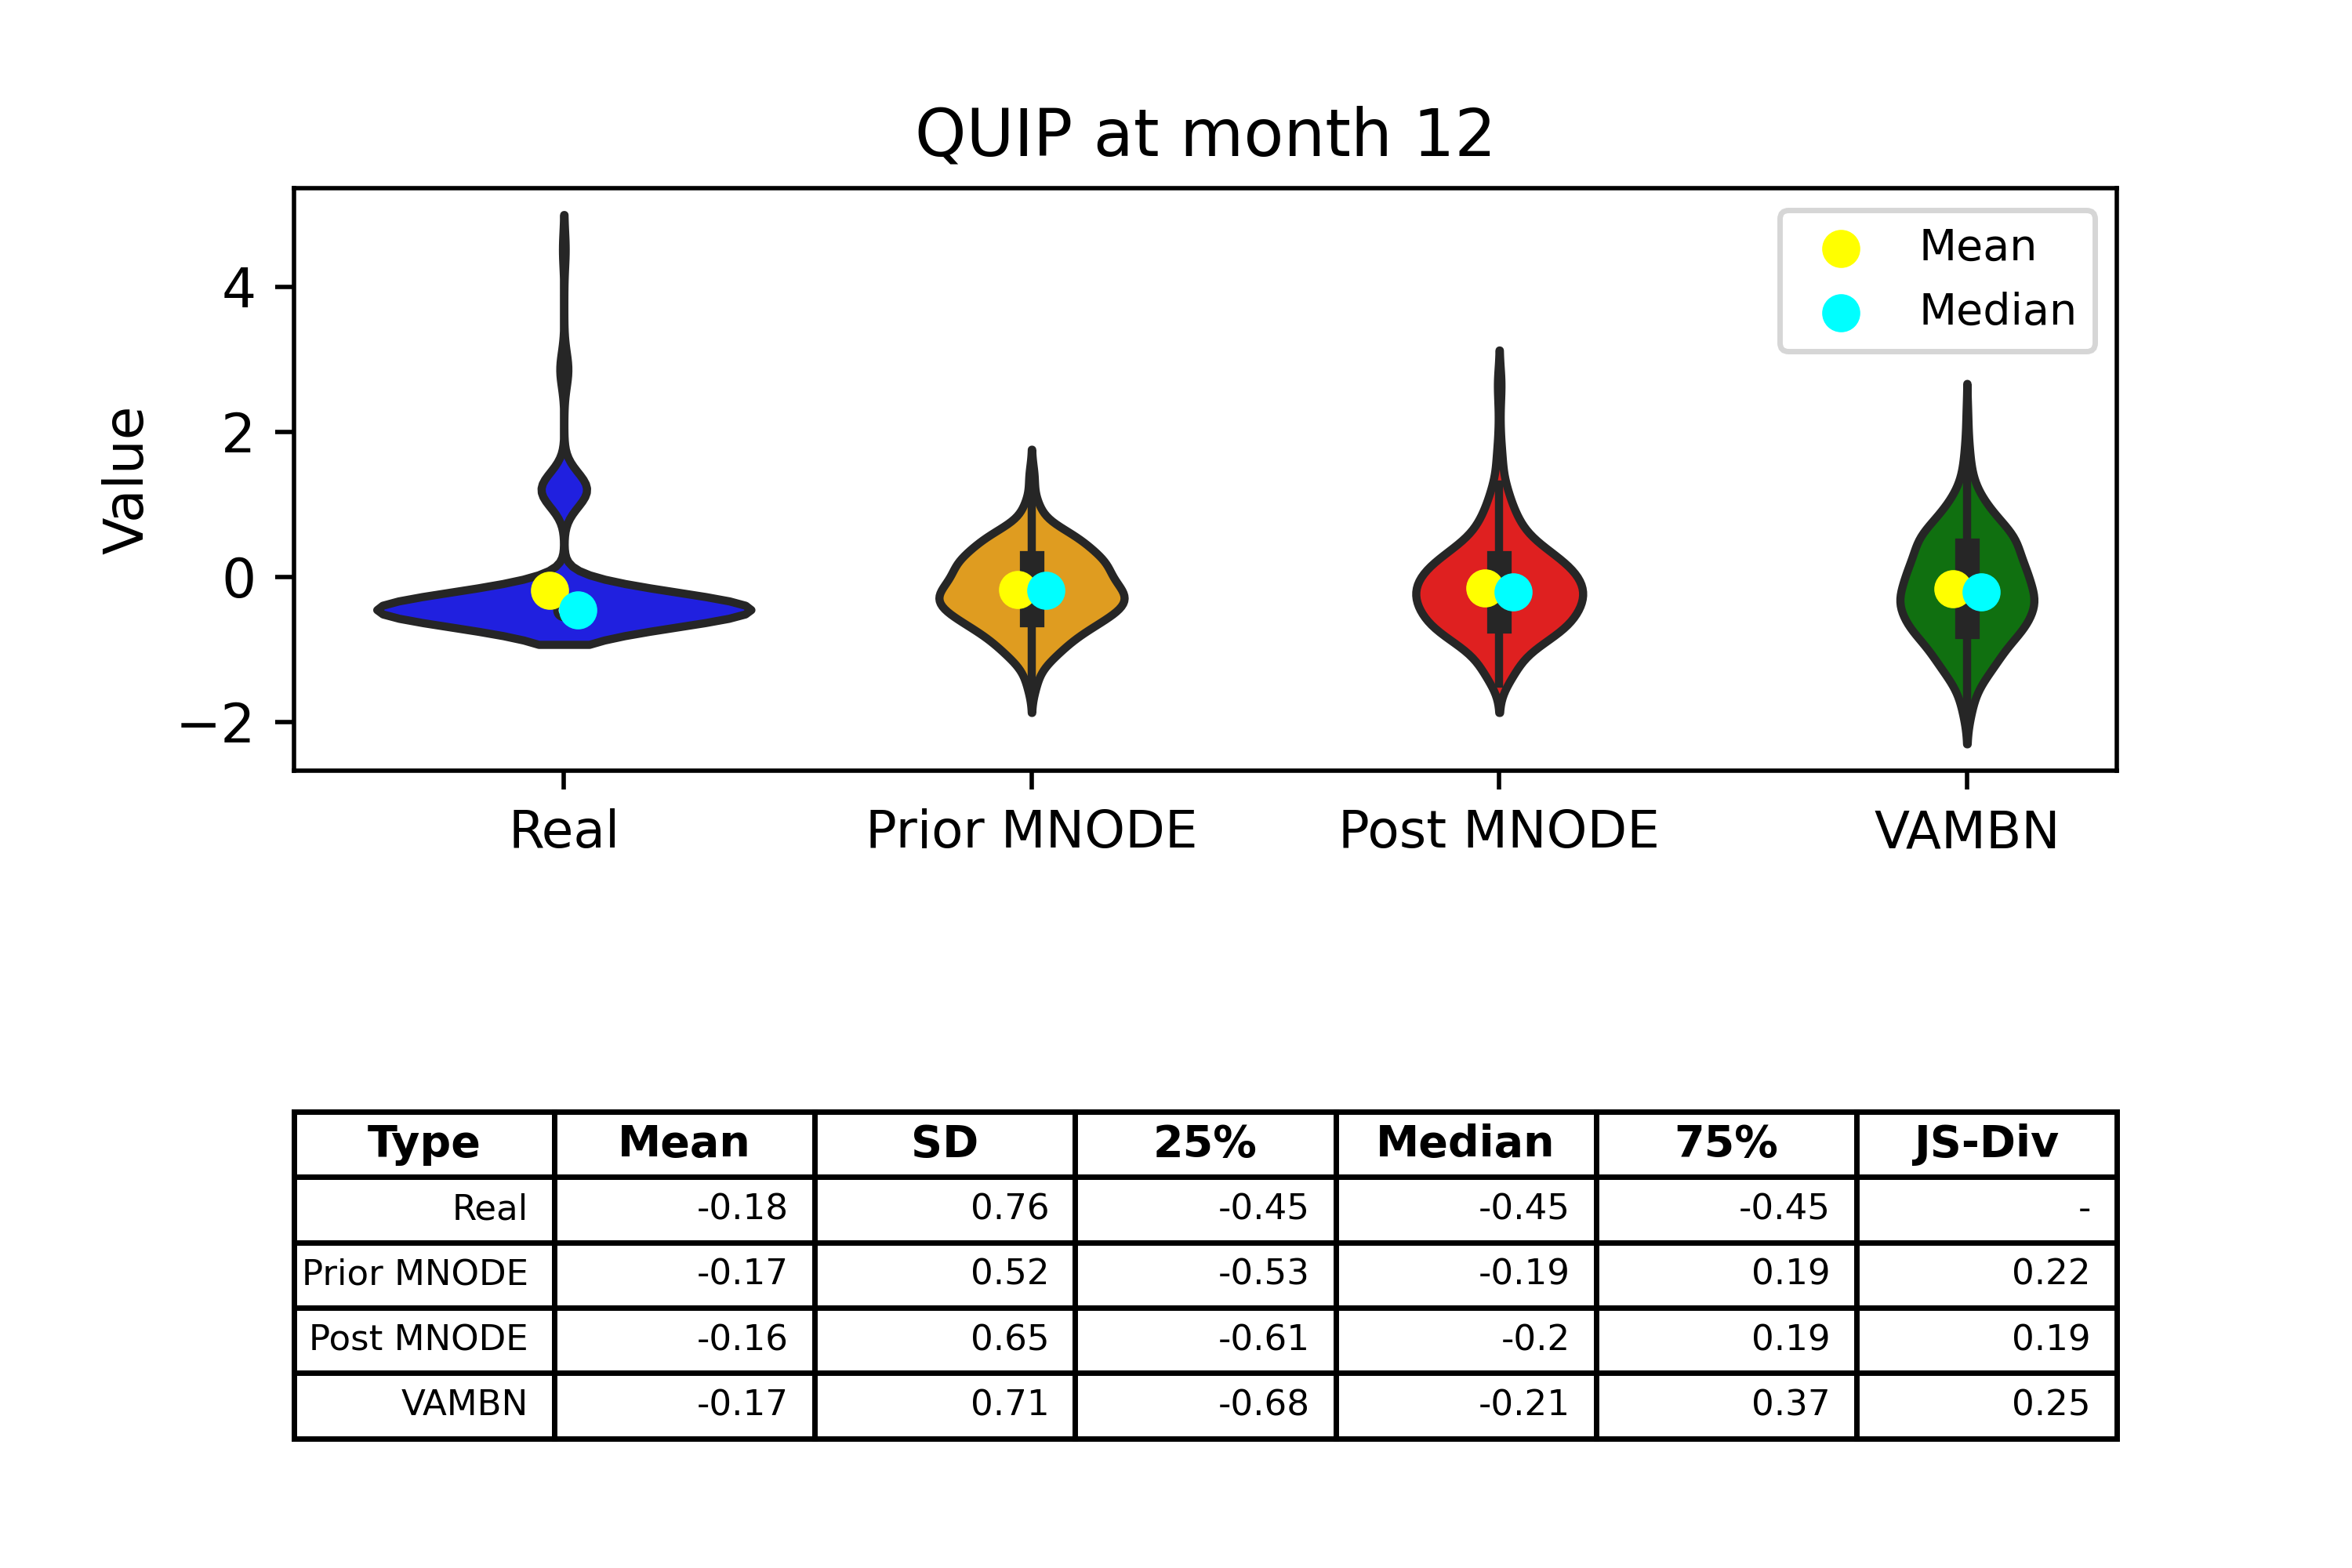 QUIP at month 12
Mean
Median
Value
4
2
0
−2
Real Prior MNODE Post MNODE VAMBN
Type Mean SD 25% Median 75% JS-Div
Real -0.18 0.76 -0.45 -0.45 -0.45 -
Prior MNODE -0.17 0.52 -0.53 -0.19 0.19 0.22
Post MNODE -0.16 0.65 -0.61 -0.2 0.19 0.19
VAMBN -0.17 0.71 -0.68 -0.21 0.37 0.25